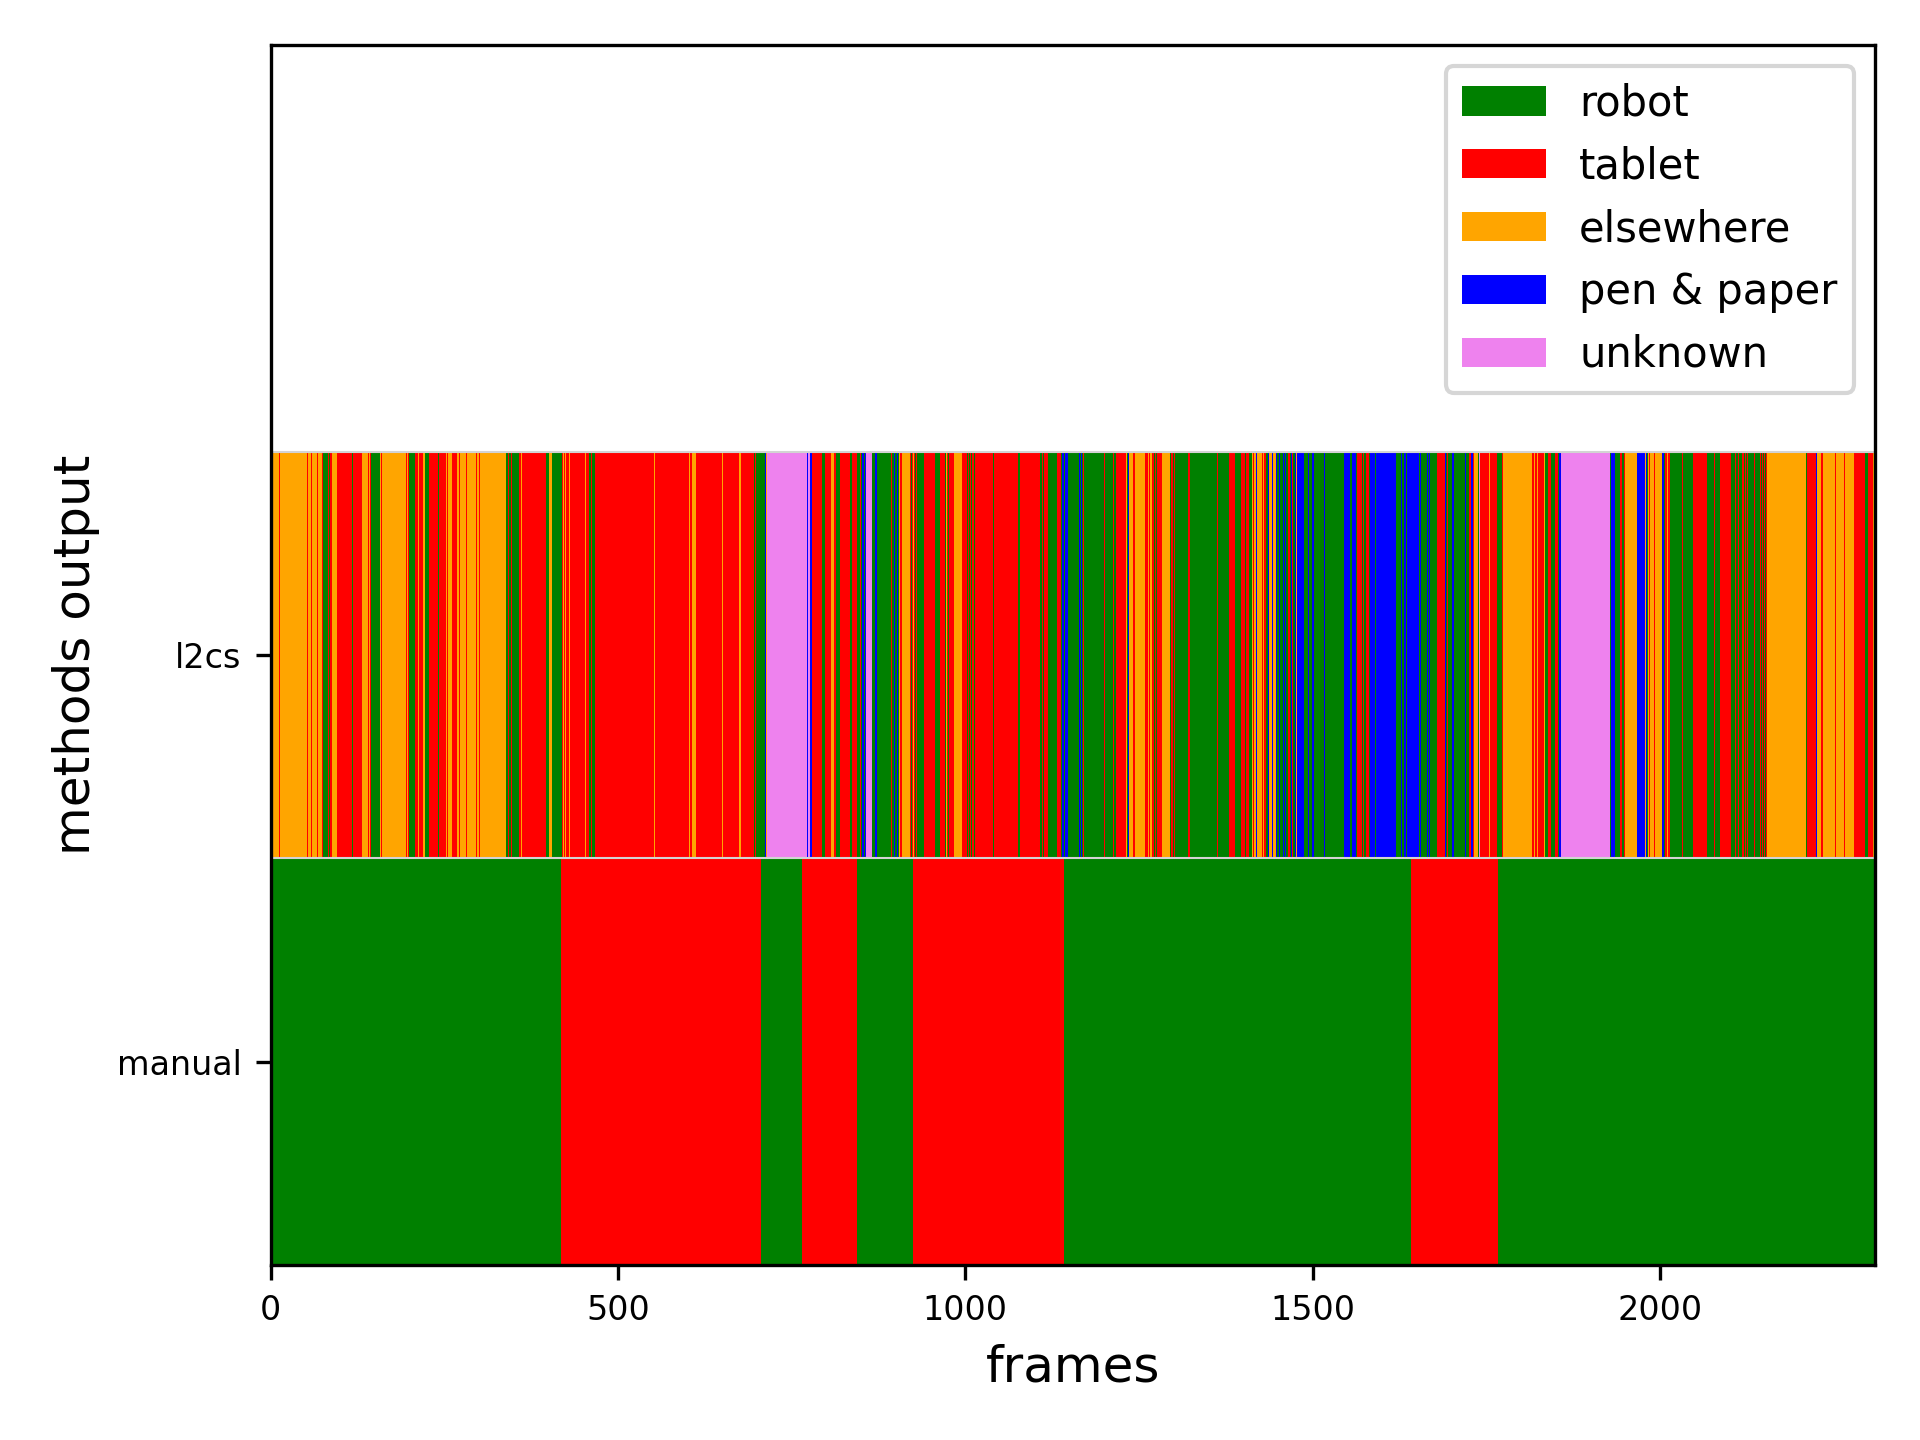 robot
tablet
elsewhere
pen & paper
unknown
methods output
l2cs
manual
0 500 1000 1500 2000
frames